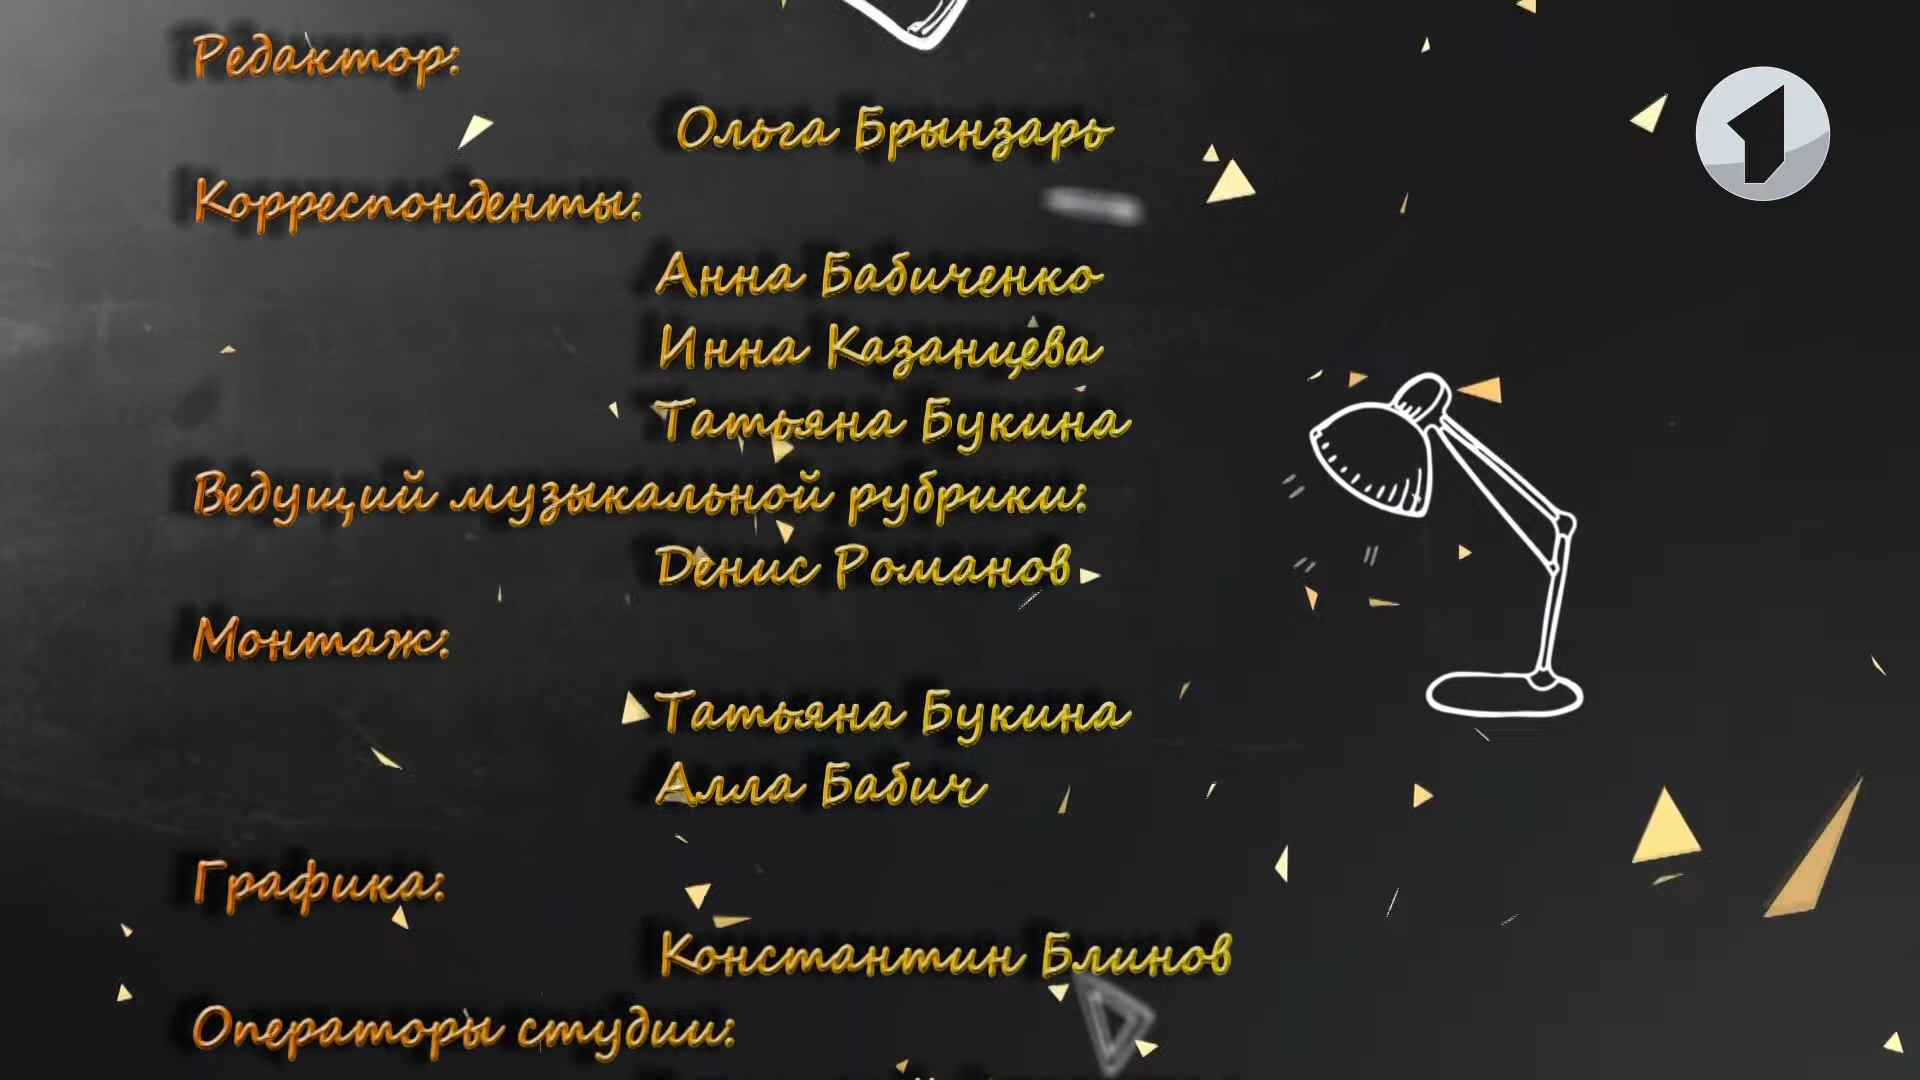 Редактор:
Ольга Брынзарь
Корреспонденты:
Анна Бабиченко
Инна Казанцева
Татьяна Букина
Ведущий музыкальной рубрики:
Денис Романов
Монтаж:
Татьяна Букина
Алла Бабич
Графика:
Константин Блинов
Операторы студии: